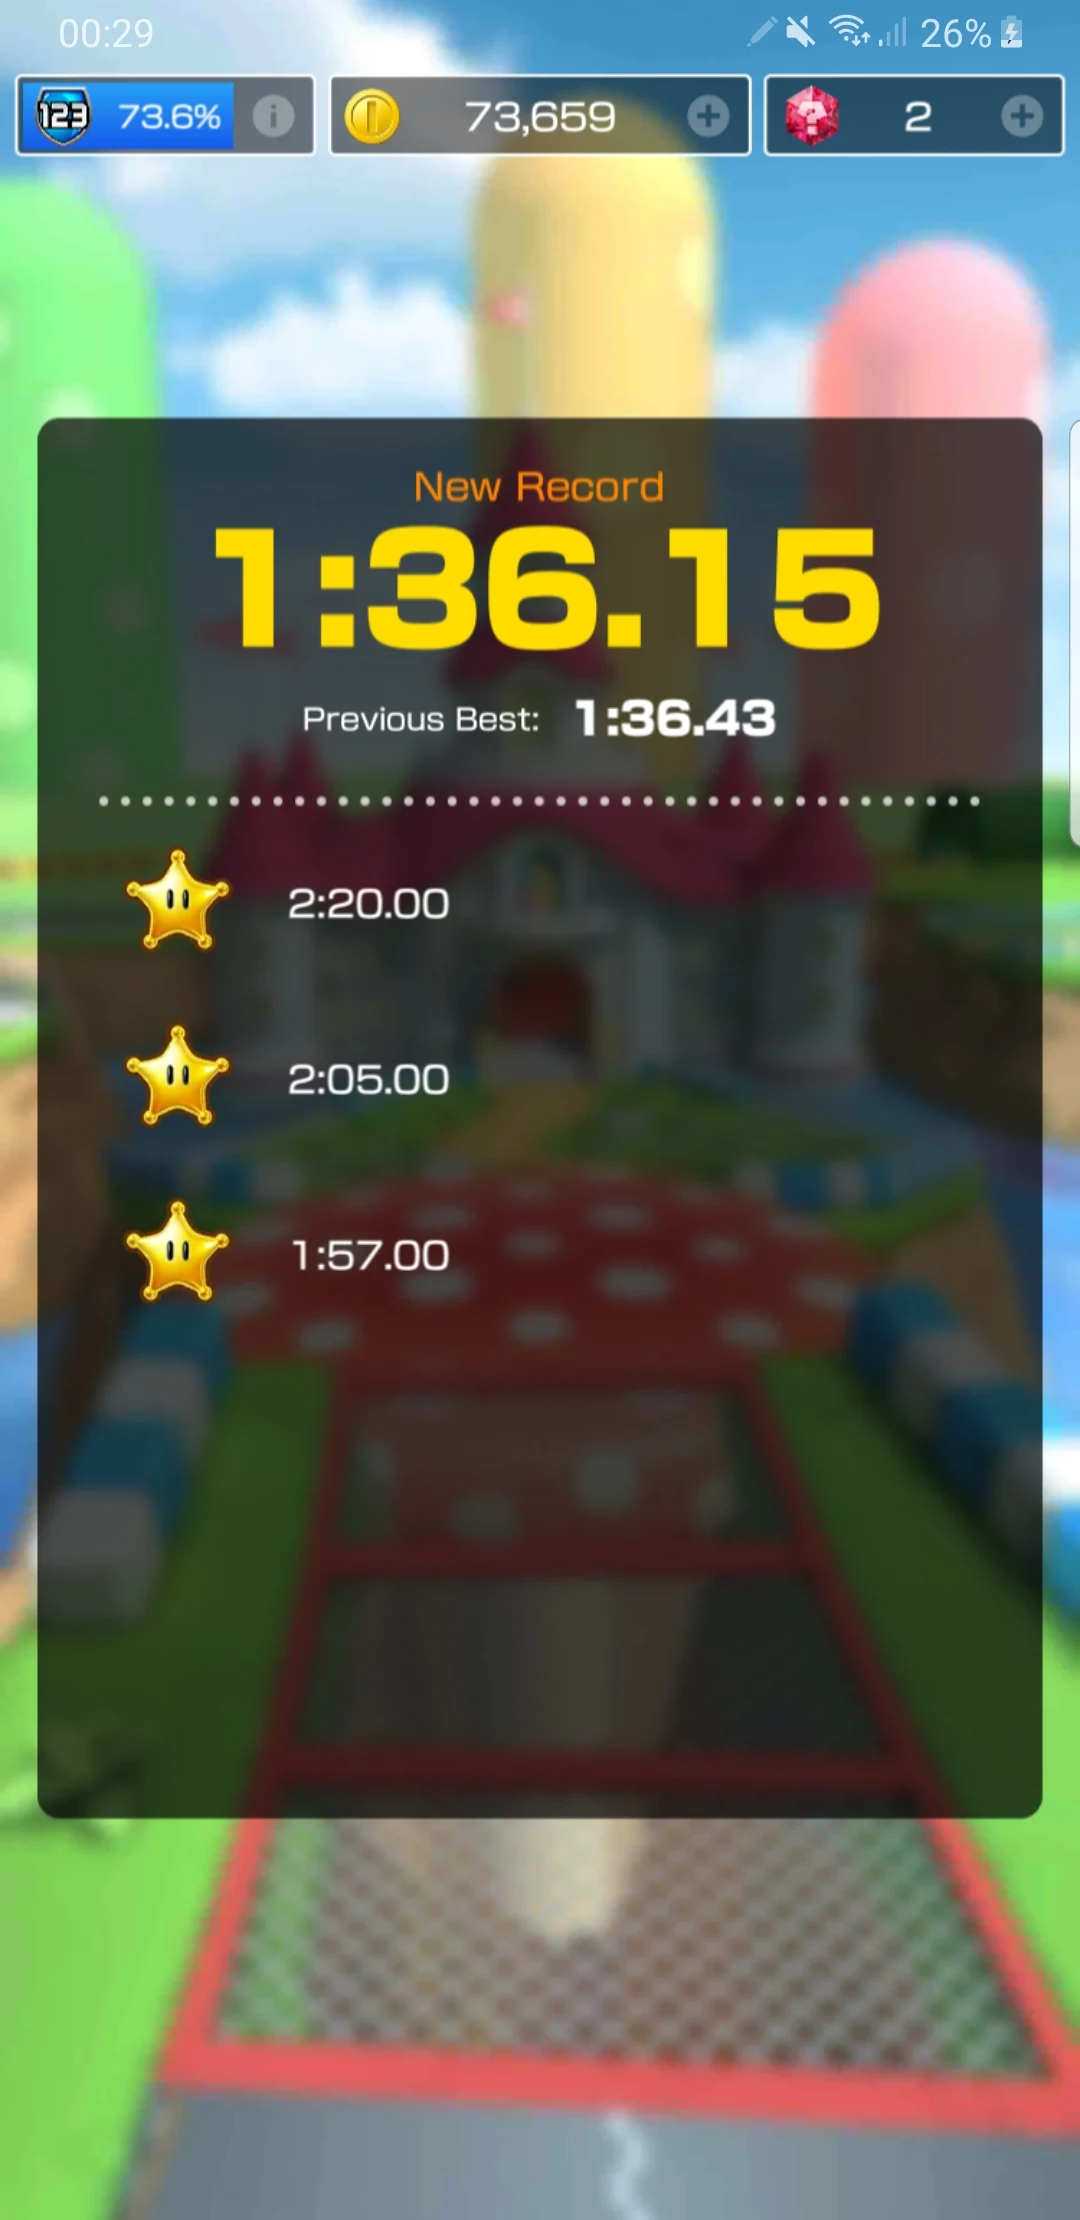 00:29 26%
123 73.6% i 73,659 + ? 2 +
New Record
1:36.15
Previous Best: 1:36.43
2:20.00
2:05.00
1:57.00